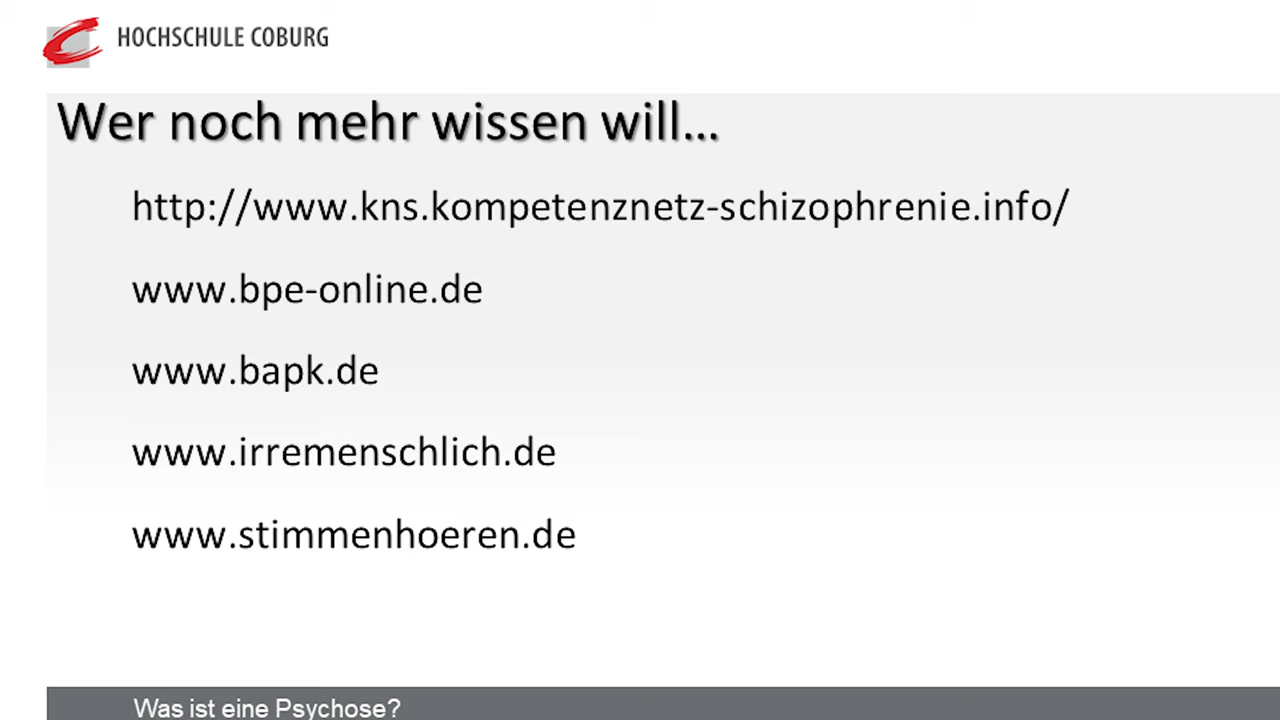 HOCHSCHULE COBURG
Wer noch mehr wissen will...
http://www.kns.kompetenznetz-schizophrenie.info/
www.bpe-online.de
www.bapk.de
www.irremenschlich.de
www.stimmenhoeren.de
Was ist eine Psychose?